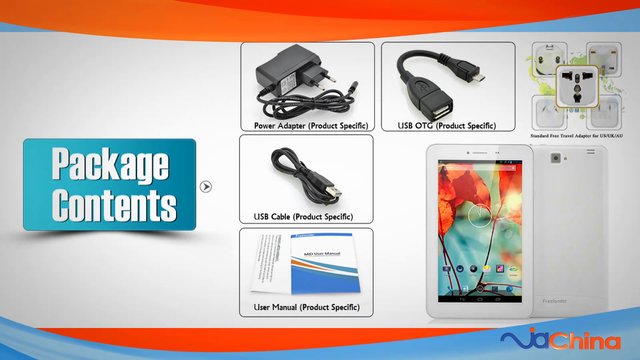 Package
Contents
Power Adapter (Product Specific)
USB OTG (Product Specific)
Standard Free Travel Adapter for US/UK/AU
USB Cable (Product Specific)
MID User Manual
User Manual (Product Specific)
Freelander
ViaChina